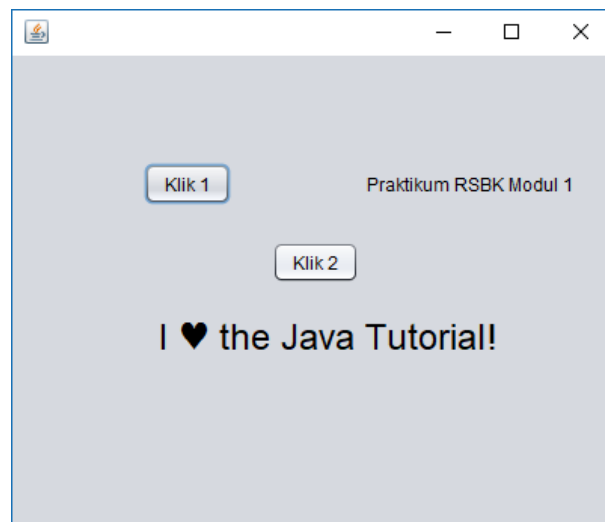 Klik 1
Praktikum RSBK Modul 1
Klik 2
I ♥ the Java Tutorial!